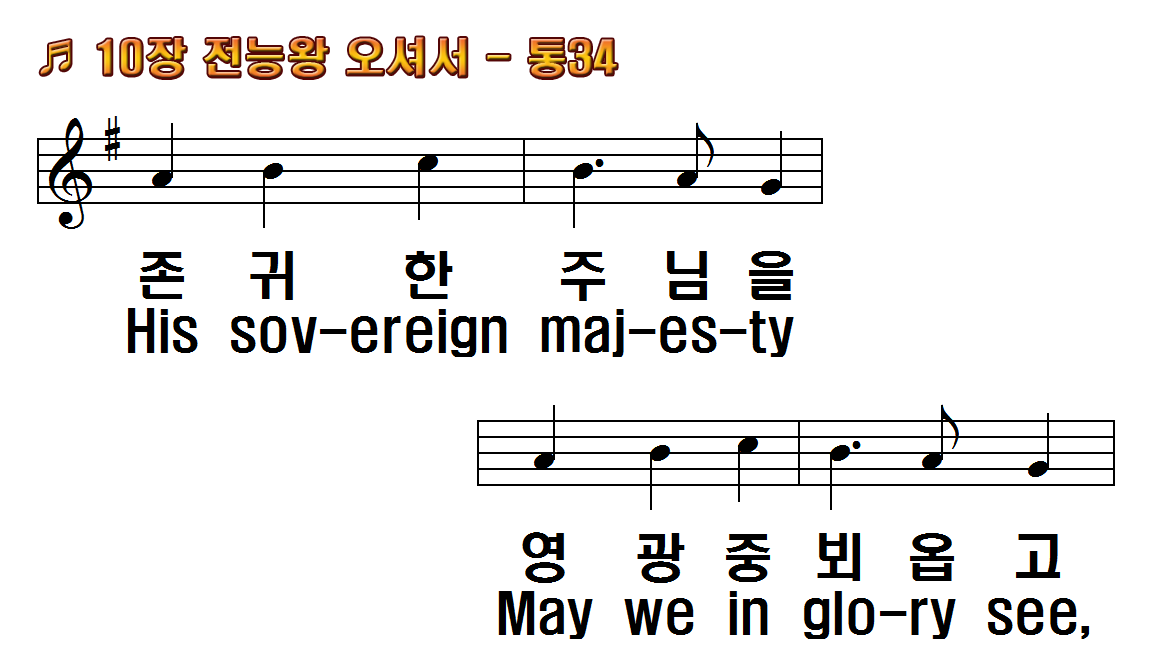 ♬ 10장 전능왕 오셔서 - 통34
존 귀 한 주 님 을
His sov-ereign maj-es-ty
영 광 중 뵈 옵 고
May we in glo-ry see,